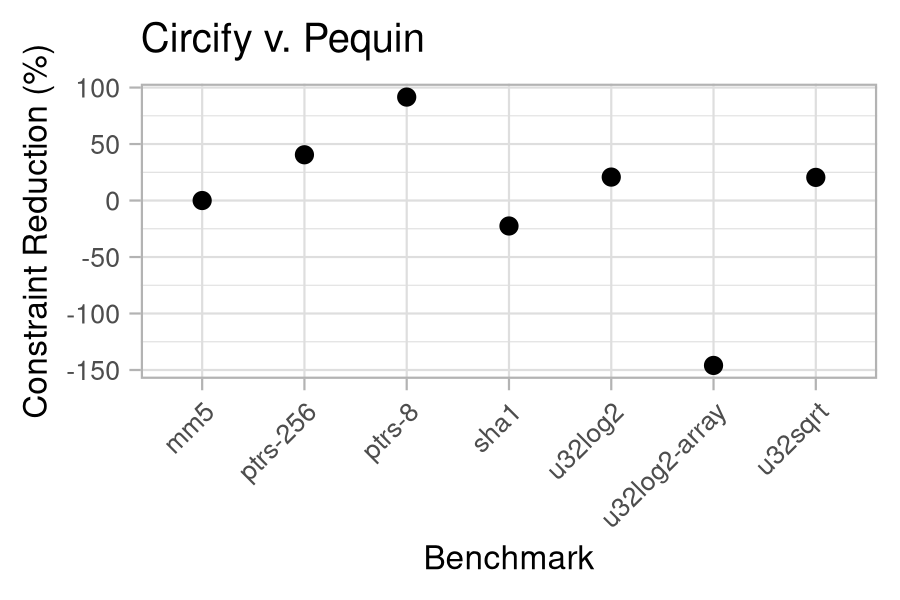 Circify v. Pequin
Constraint Reduction (%)
100
50
0
-50
-100
-150
mm5
ptrs-256
ptrs-8
sha1
u32log2
u32log2-array
u32sqrt
Benchmark